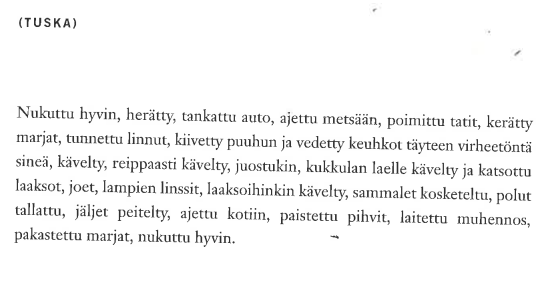 (TUSKA)
Nukuttu hyvin, herätty, tankattu auto, ajettu metsään, poimittu tatit, kerätty
marjat, tunnettu linnut, kiivetty puuhun ja vedetty keuhkot täyteen virheetöntä
sineä, kävelty, reippaasti kävelty, juostukin, kukkulan laelle kävelty ja katsottu
laaksot, joet, lampien linssit, laaksoihinkin kävelty, sammalet kosketeltu, polut
tallattu, jäljet peitelty, ajettu kotiin, paistettu pihvit, laitettu muhennos,
pakastettu marjat, nukuttu hyvin.